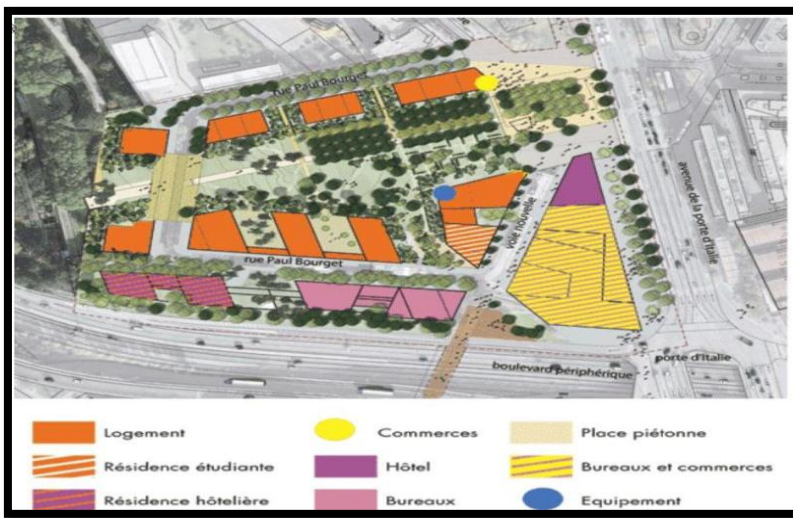 rue Paul Bourget
avenue de la porte d'Italie
voie nouvelle
rue Paul Bourget
porte d'Italie
boulevard périphérique
Logement
Commerces
Place piétonne
Résidence étudiante
Hôtel
Bureaux et commerces
Résidence hôtelière
Bureaux
Equipement